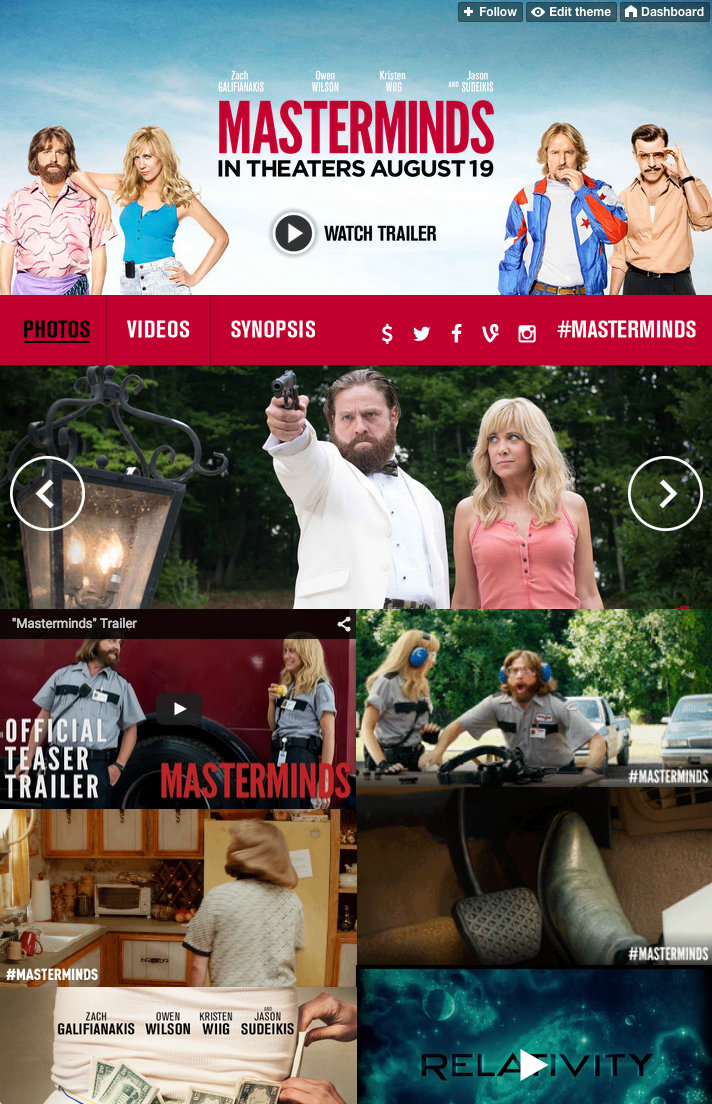 Follow
Edit theme
Dashboard
Zach GALIFIANAKIS
Owen WILSON
Kristen WIIG
AND Jason SUDEIKIS
MASTERMINDS
IN THEATERS AUGUST 19
WATCH TRAILER
PHOTOS
VIDEOS
SYNOPSIS
#MASTERMINDS
"Masterminds" Trailer
OFFICIAL
TEASER
TRAILER
MASTERMINDS
#MASTERMINDS
#MASTERMINDS
#MASTERMINDS
ZACH GALIFIANAKIS
OWEN WILSON
KRISTEN WIIG
AND JASON SUDEIKIS
RELATIVITY